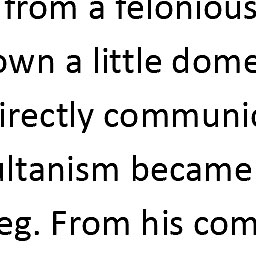 from a felonious
own a little dome
irectly communic
ultanism became
eg. From his com